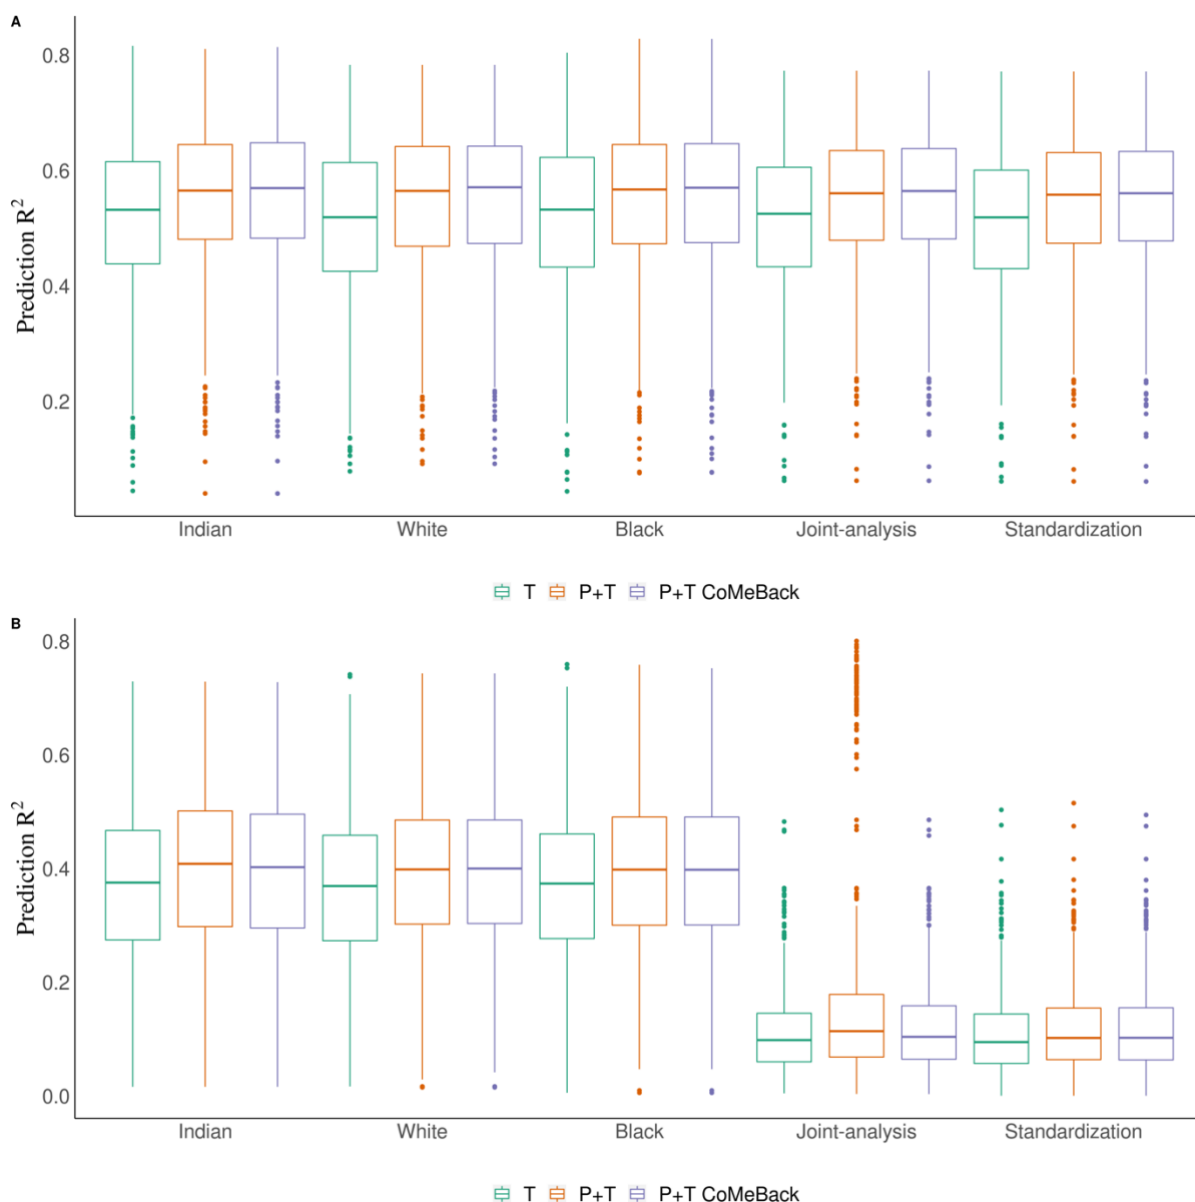 A
0.8
0.6
0.4
0.2
Prediction R²
Indian White Black Joint-analysis Standardization
T P+T P+T CoMeBack
B
0.8
0.6
0.4
0.2
0.0
Prediction R²
Indian White Black Joint-analysis Standardization
T P+T P+T CoMeBack